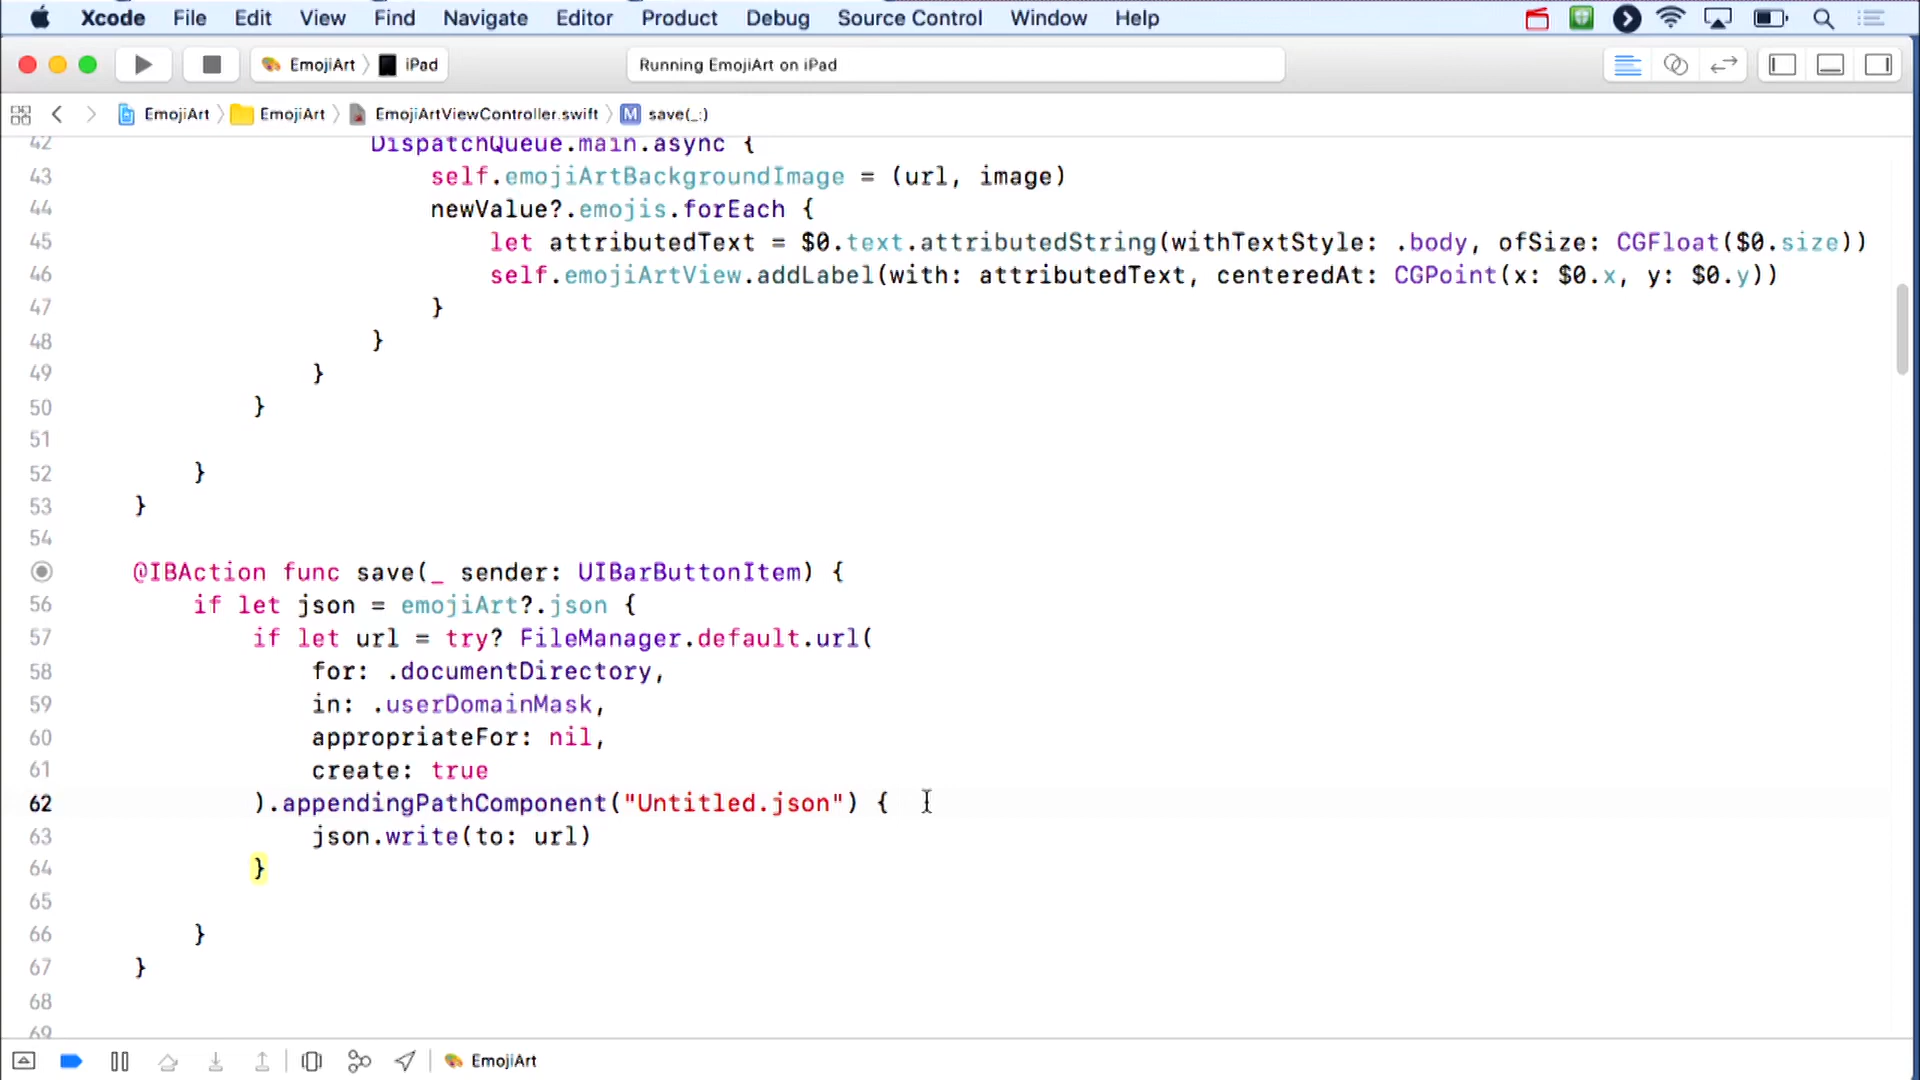 Xcode File Edit View Find Navigate Editor Product Debug Source Control Window Help
EmojiArt iPad Running EmojiArt on iPad
EmojiArt EmojiArt EmojiArtViewController.swift M save(_:)
42 DispatchQueue.main.async {
43 self.emojiArtBackgroundImage = (url, image)
44 newValue?.emojis.forEach {
45 let attributedText = $0.text.attributedString(withTextStyle: .body, ofSize: CGFloat($0.size))
46 self.emojiArtView.addLabel(with: attributedText, centeredAt: CGPoint(x: $0.x, y: $0.y))
47 }
48 }
49 }
50 }
51
52 }
53 }
54
@IBAction func save(_ sender: UIBarButtonItem) {
56 if let json = emojiArt?.json {
57 if let url = try? FileManager.default.url(
58 for: .documentDirectory,
59 in: .userDomainMask,
60 appropriateFor: nil,
61 create: true
62 ).appendingPathComponent("Untitled.json") {
63 json.write(to: url)
64 }
65
66 }
67 }
68
69
EmojiArt